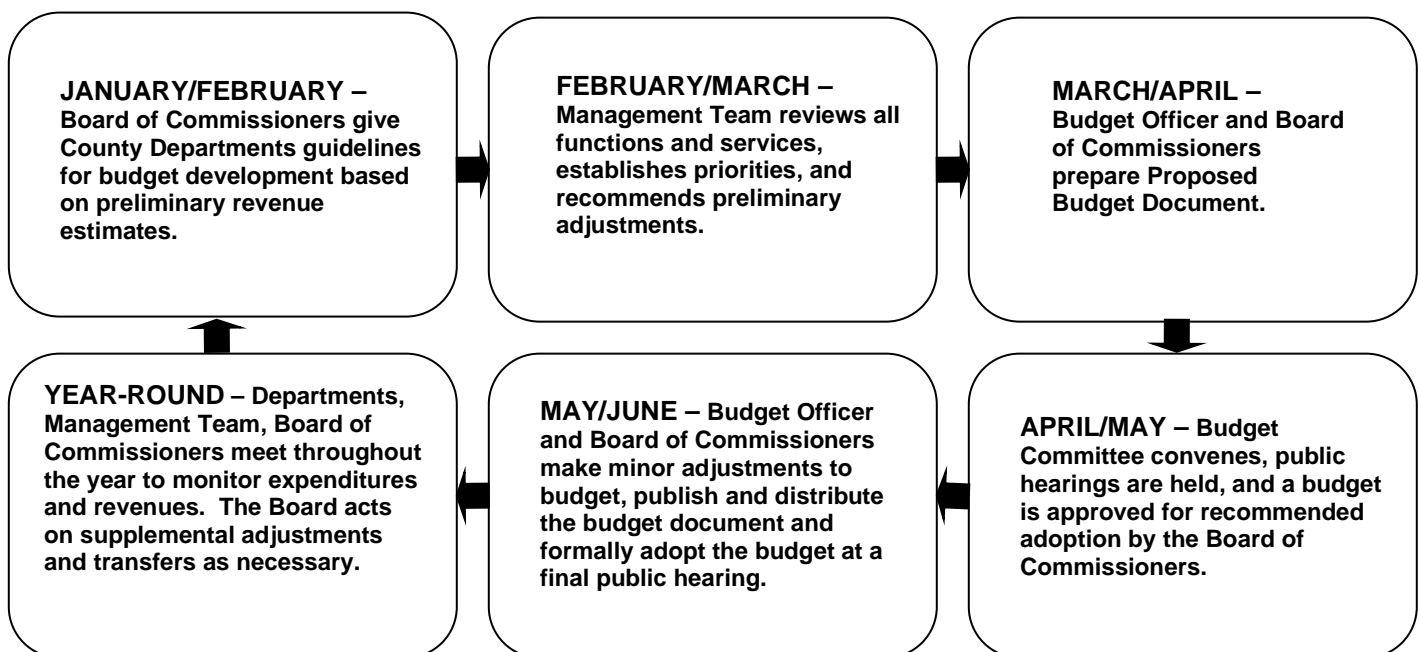 JANUARY/FEBRUARY –
Board of Commissioners give
County Departments guidelines
for budget development based
on preliminary revenue
estimates.
FEBRUARY/MARCH –
Management Team reviews all
functions and services,
establishes priorities, and
recommends preliminary
adjustments.
MARCH/APRIL –
Budget Officer and Board
of Commissioners
prepare Proposed
Budget Document.
APRIL/MAY – Budget
Committee convenes, public
hearings are held, and a budget
is approved for recommended
adoption by the Board of
Commissioners.
MAY/JUNE – Budget Officer
and Board of Commissioners
make minor adjustments to
budget, publish and distribute
the budget document and
formally adopt the budget at a
final public hearing.
YEAR-ROUND – Departments,
Management Team, Board of
Commissioners meet throughout
the year to monitor expenditures
and revenues.  The Board acts
on supplemental adjustments
and transfers as necessary.